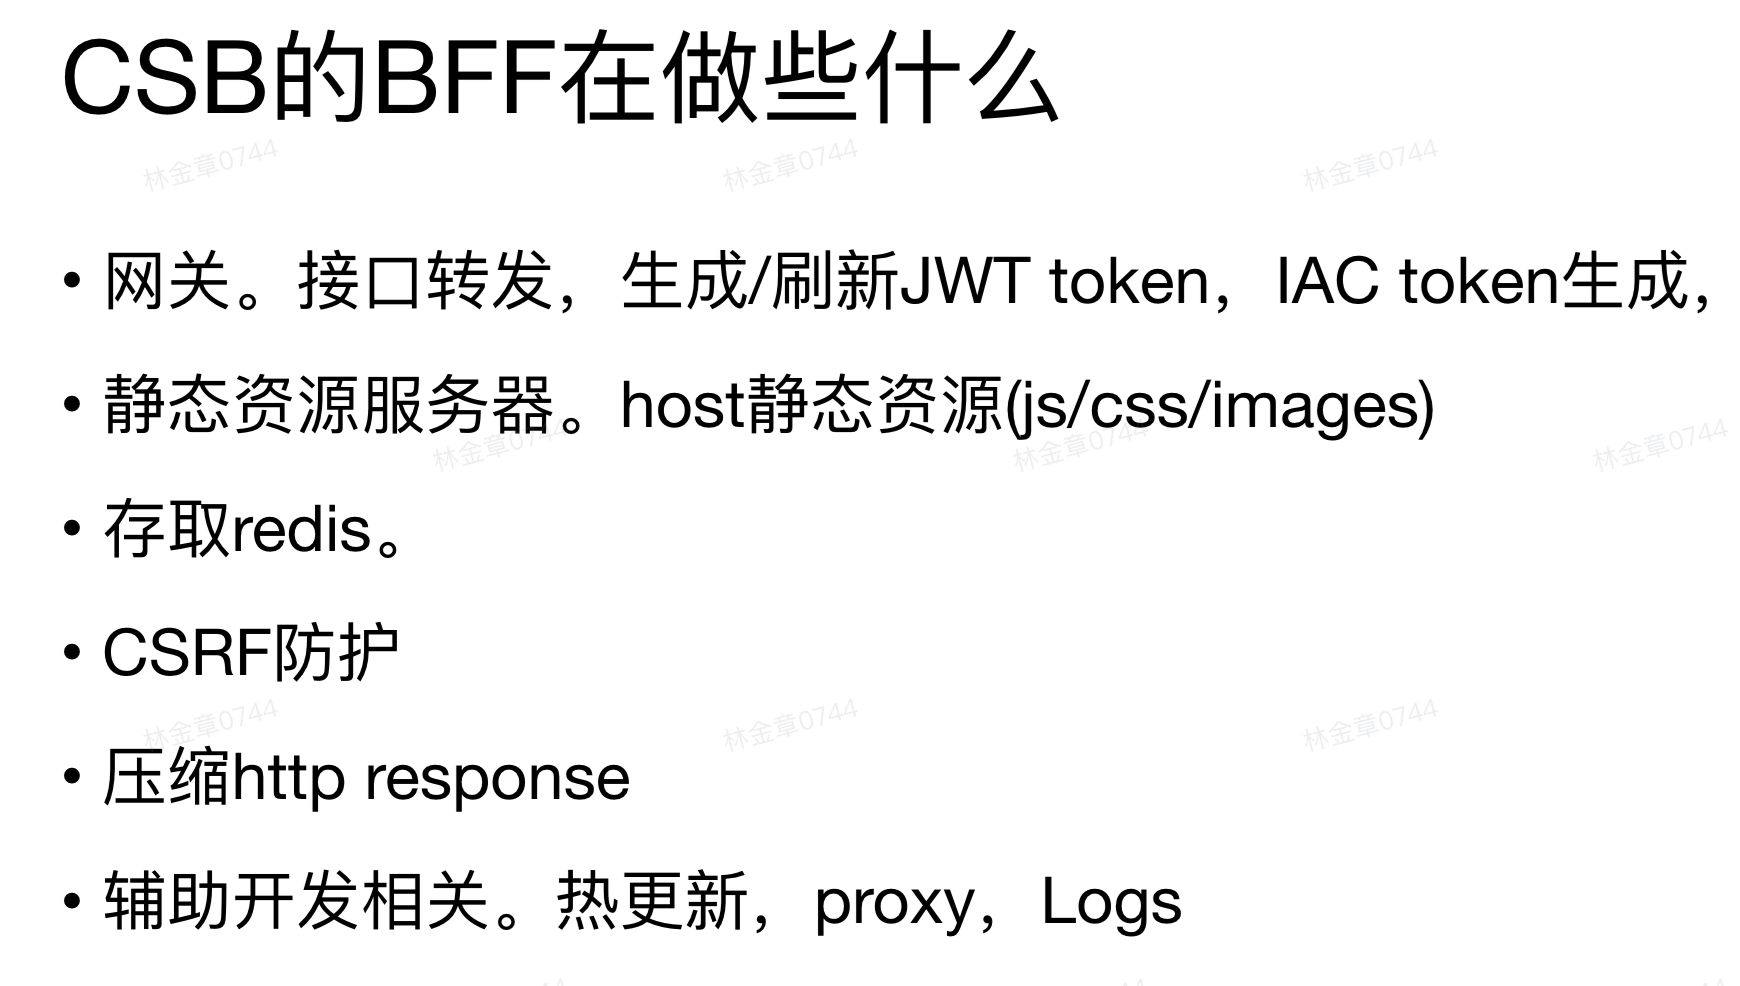 CSB的BFF在做些什么
林金章0744 林金章0744 林金章0744
• 网关。接口转发，生成/刷新JWT token，IAC token生成，
• 静态资源服务器。host静态资源(js/css/images)
林金章0744 林金章0744 林金章0744
• 存取redis。
• CSRF防护
林金章0744 林金章0744 林金章0744
• 压缩http response
• 辅助开发相关。热更新，proxy，Logs